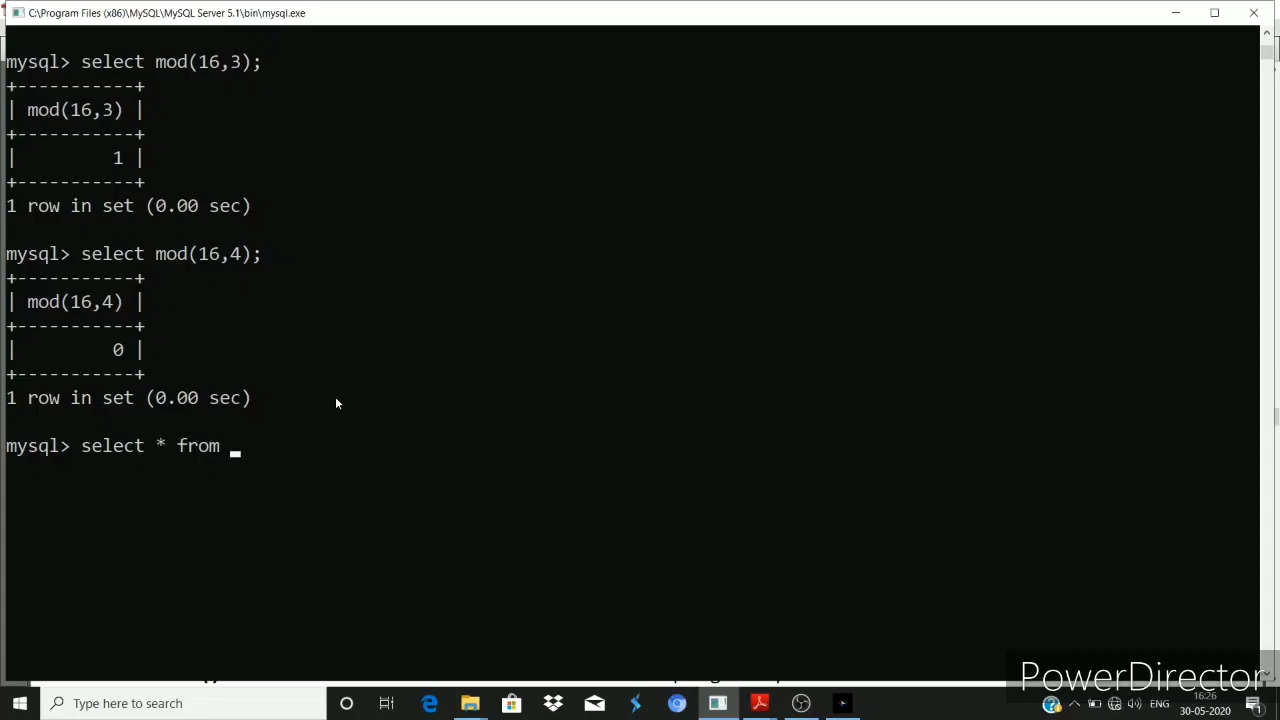 C:\Program Files (x86)\MySQL\MySQL Server 5.1\bin\mysql.exe
mysql> select mod(16,3);
+-----------+
| mod(16,3) |
+-----------+
|         1 |
+-----------+
1 row in set (0.00 sec)
mysql> select mod(16,4);
+-----------+
| mod(16,4) |
+-----------+
|         0 |
+-----------+
1 row in set (0.00 sec)
mysql> select * from _
PowerDirector
Type here to search
ENG
16:26
30-05-2020